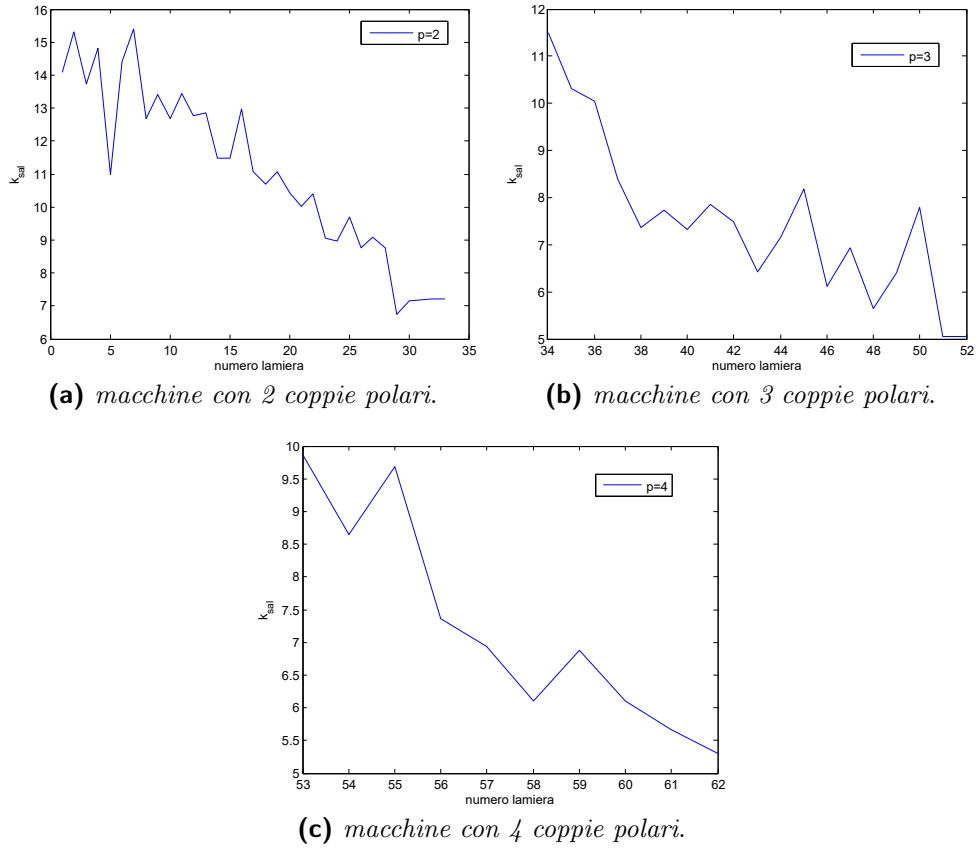 16
15
14
13
12
11
10
9
8
7
6
k_sal
0 5 10 15 20 25 30 35
numero lamiera
p=2
(a) macchine con 2 coppie polari.
12
11
10
9
8
7
6
5
k_sal
34 36 38 40 42 44 46 48 50 52
numero lamiera
p=3
(b) macchine con 3 coppie polari.
10
9.5
9
8.5
8
7.5
7
6.5
6
5.5
5
k_sal
53 54 55 56 57 58 59 60 61 62
numero lamiera
p=4
(c) macchine con 4 coppie polari.